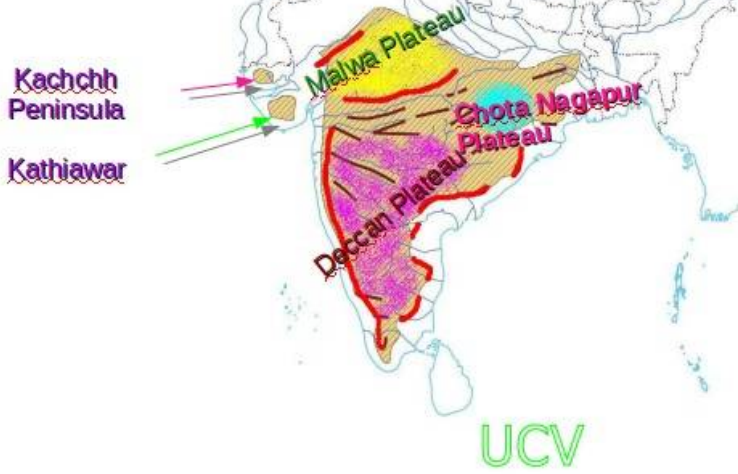 Malwa Plateau
Kachchh
Peninsula
Chota Nagapur
Plateau
Kathiawar
Deccan Plateau
UCV